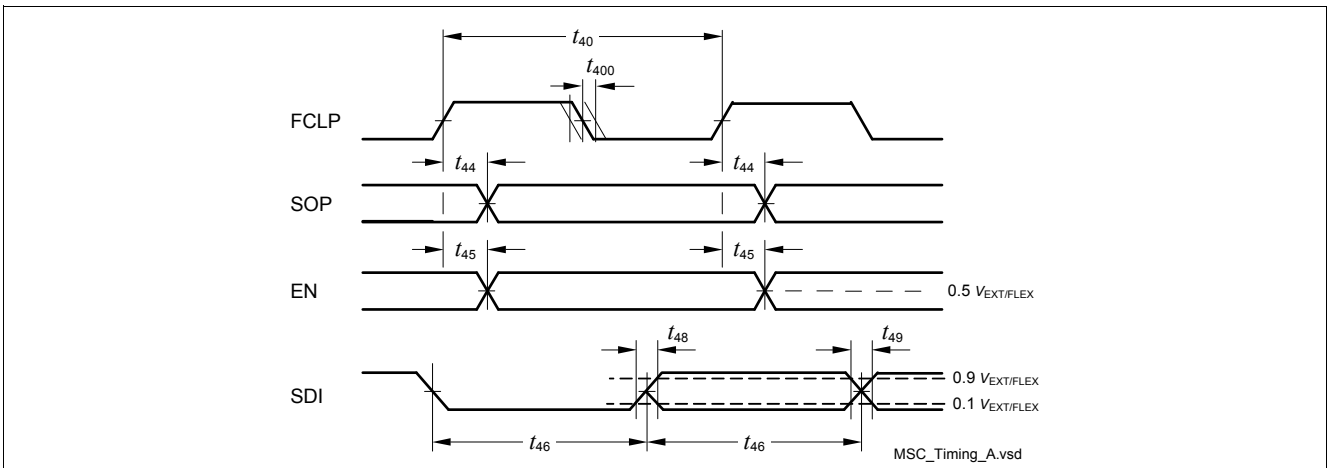 t40
t400
FCLP
t44 t44
SOP
t45 t45
EN
0.5 VEXT/FLEX
t48 t49
0.9 VEXT/FLEX
SDI
0.1 VEXT/FLEX
t46 t46
MSC_Timing_A.vsd